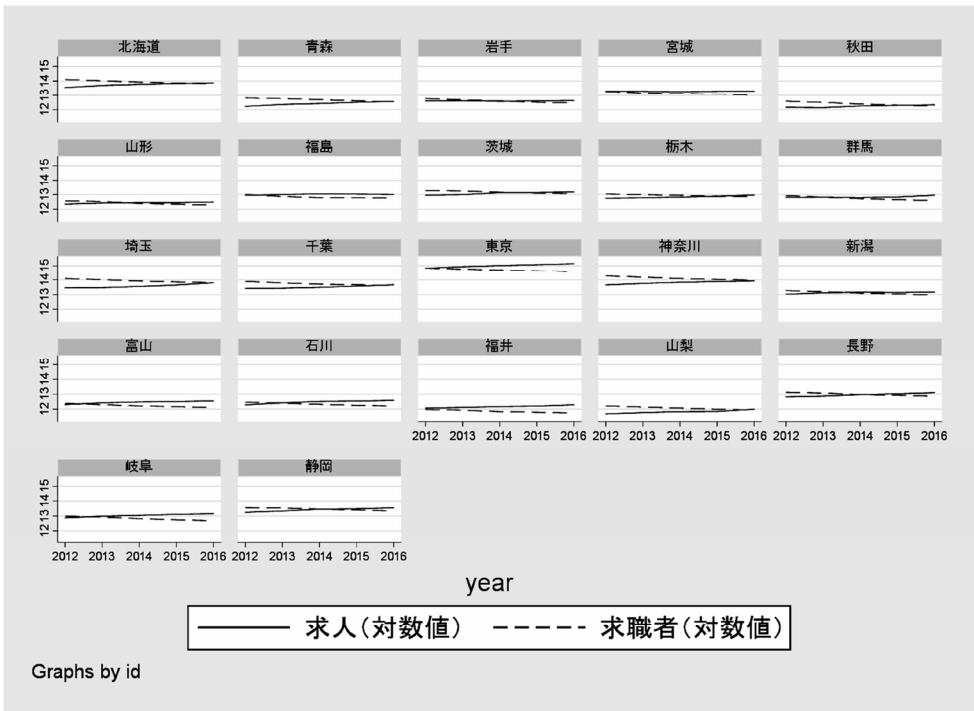 北海道 青森 岩手 宮城 秋田
12 13 14 15
山形 福島 茨城 栃木 群馬
12 13 14 15
埼玉 千葉 東京 神奈川 新潟
12 13 14 15
富山 石川 福井 山梨 長野
12 13 14 15
2012 2013 2014 2015 2016 2012 2013 2014 2015 2016 2012 2013 2014 2015 2016
岐阜 静岡
12 13 14 15
2012 2013 2014 2015 2016 2012 2013 2014 2015 2016
year
求人(対数値) 求職者(対数値)
Graphs by id